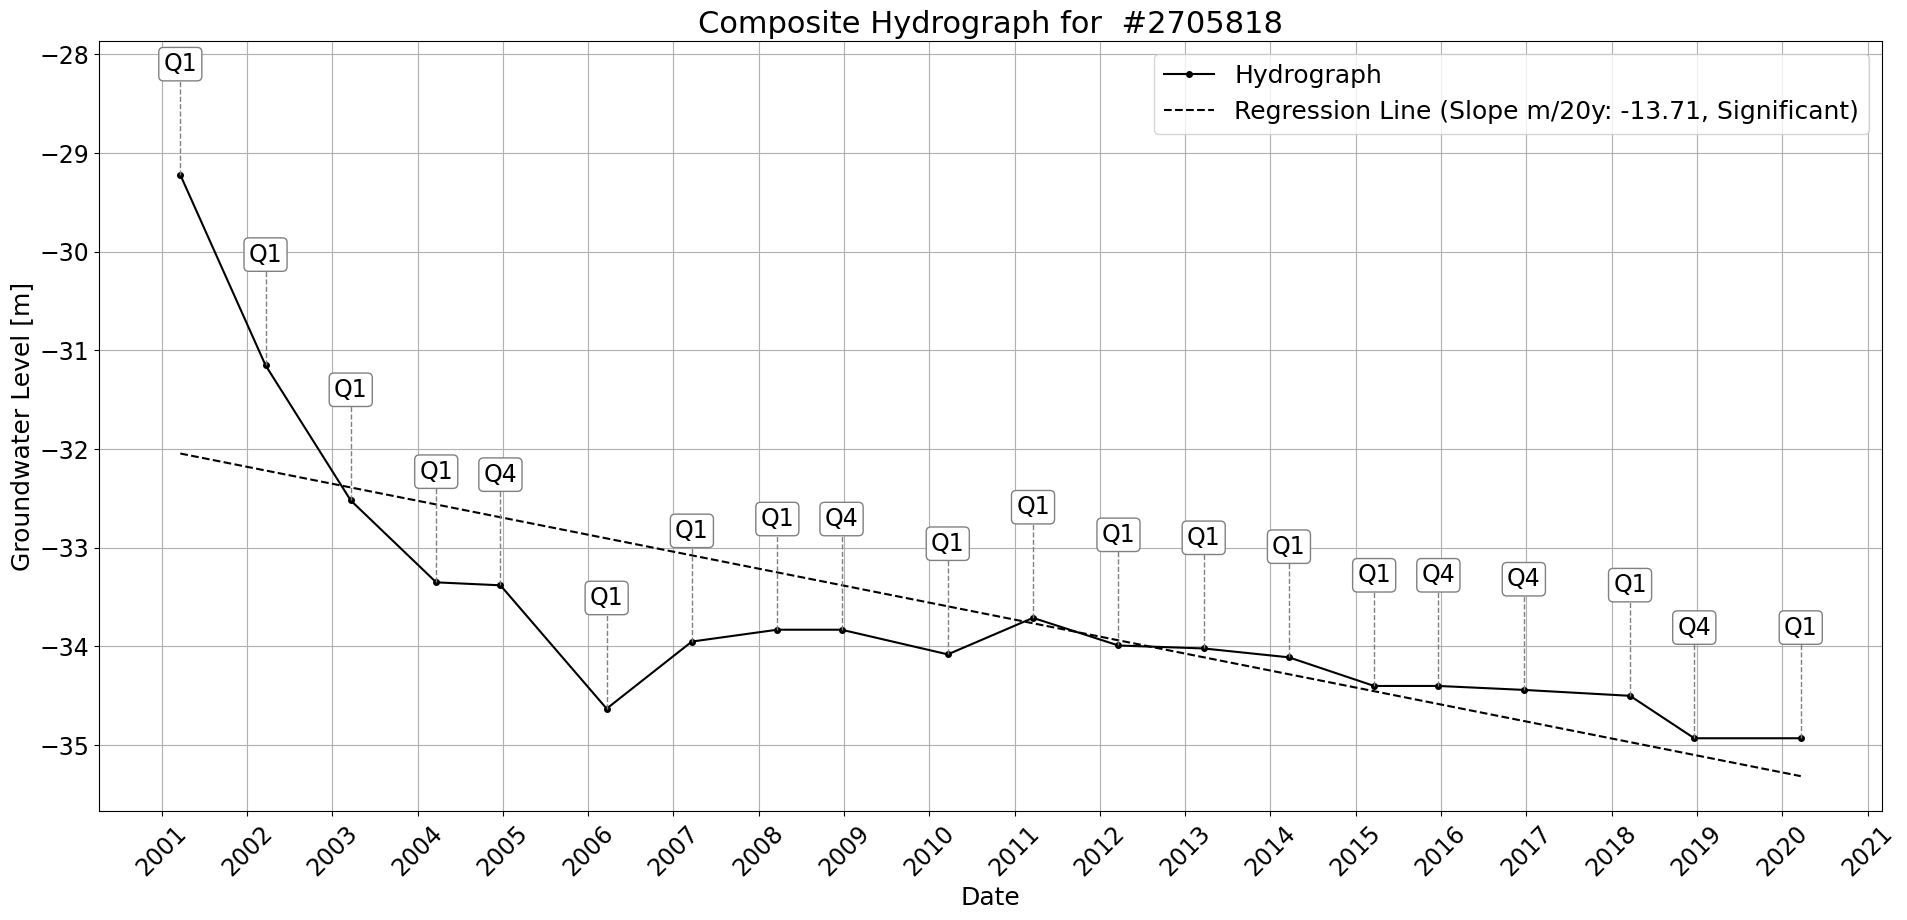 Composite Hydrograph for  #2705818
Groundwater Level [m]
−28
−29
−30
−31
−32
−33
−34
−35
Hydrograph
Regression Line (Slope m/20y: -13.71, Significant)
Q1
Q1
Q1
Q1
Q4
Q1
Q1
Q1
Q4
Q1
Q1
Q1
Q1
Q1
Q1
Q4
Q4
Q1
Q4
Q1
2001
2002
2003
2004
2005
2006
2007
2008
2009
2010
2011
2012
2013
2014
2015
2016
2017
2018
2019
2020
2021
Date